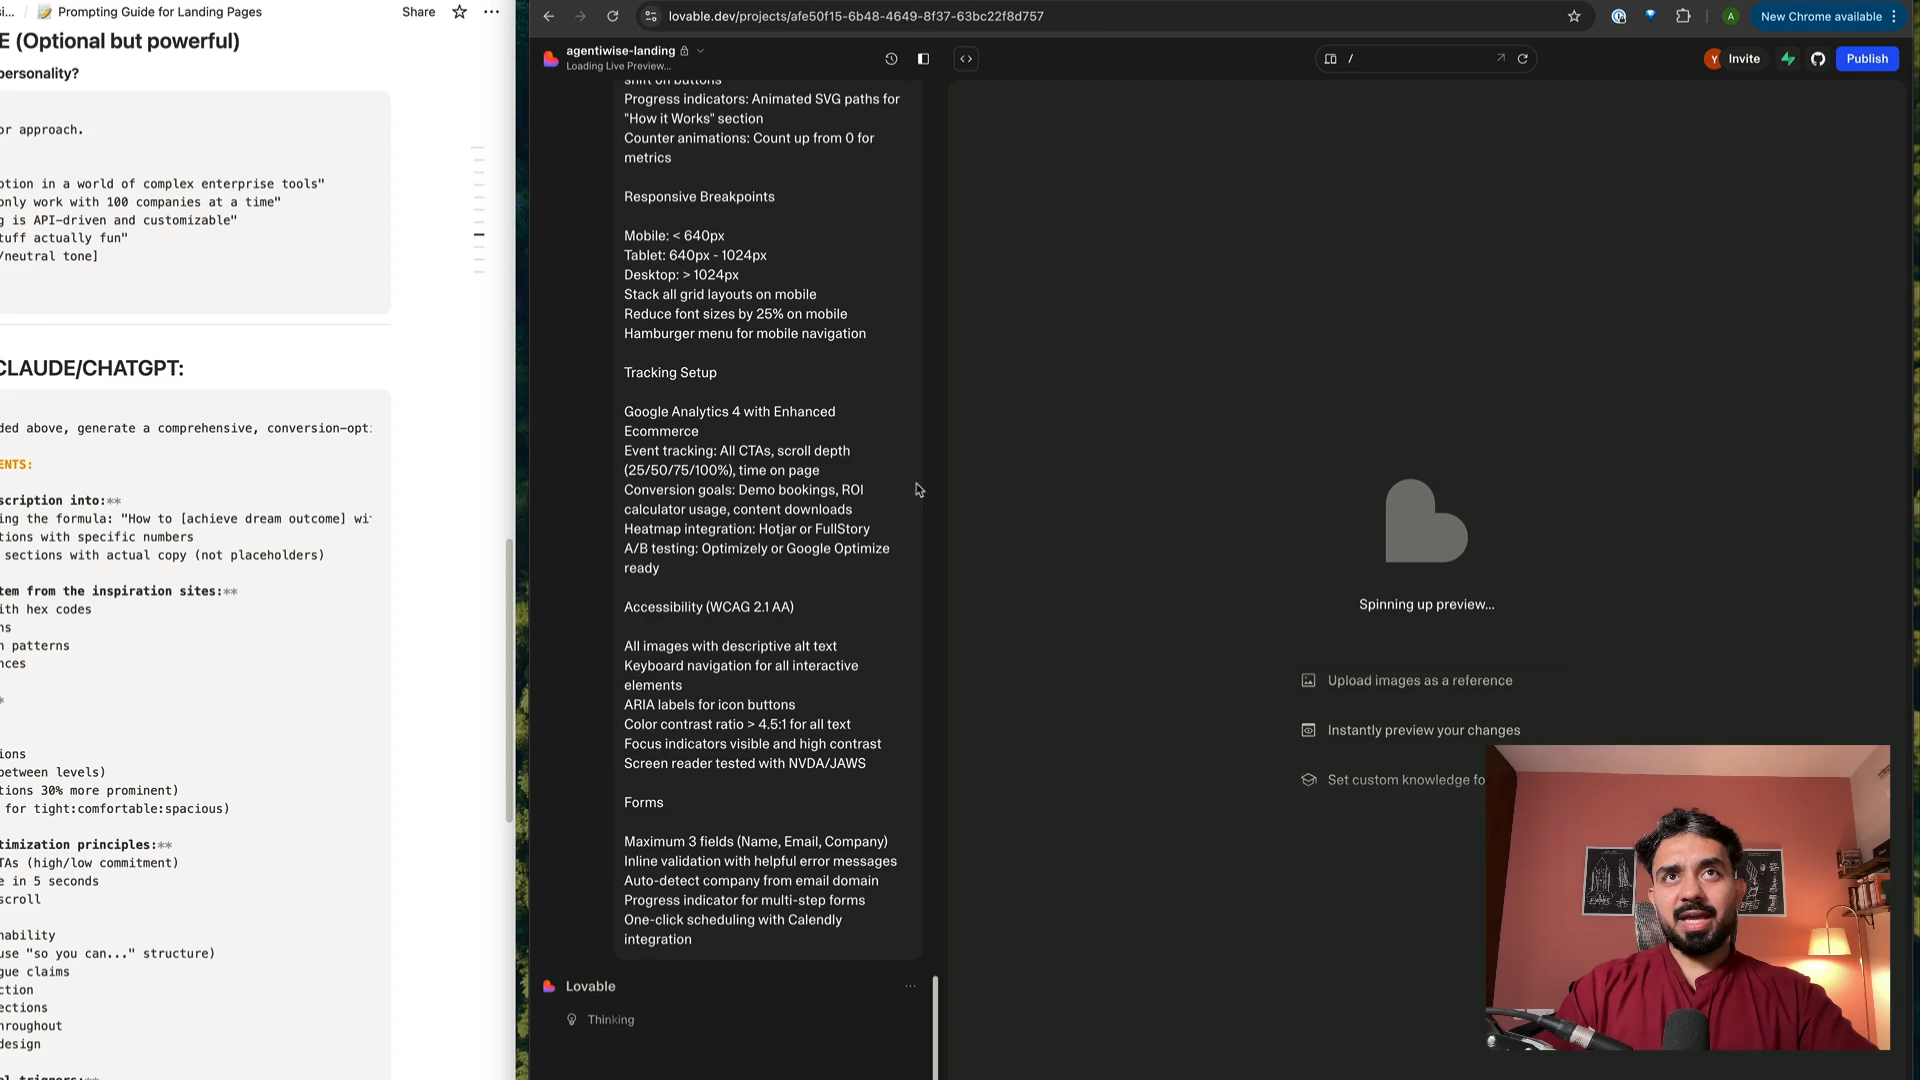 si... / 📝 Prompting Guide for Landing Pages
Share
E (Optional but powerful)
personality?
or approach.
ption in a world of complex enterprise tools"
only work with 100 companies at a time"
g is API-driven and customizable"
tuff actually fun"
/neutral tone]
CLAUDE/CHATGPT:
ded above, generate a comprehensive, conversion-opt
ENTS:
scription into:**
ing the formula: "How to [achieve dream outcome] wi
tions with specific numbers
sections with actual copy (not placeholders)
tem from the inspiration sites:**
ith hex codes
ns
n patterns
nces
*
ions
between levels)
tions 30% more prominent)
for tight:comfortable:spacious)
timization principles:**
TAs (high/low commitment)
e in 5 seconds
scroll
nability
use "so you can..." structure)
gue claims
ction
ections
hroughout
design
al triggers:**
lovable.dev/projects/afe50f15-6b48-4649-8f37-63bc22f8d757
A
New Chrome available
agentiwise-landing
Loading Live Preview...
/
Y
Invite
Publish
shift on buttons
Progress indicators: Animated SVG paths for
"How it Works" section
Counter animations: Count up from 0 for
metrics
Responsive Breakpoints
Mobile: < 640px
Tablet: 640px - 1024px
Desktop: > 1024px
Stack all grid layouts on mobile
Reduce font sizes by 25% on mobile
Hamburger menu for mobile navigation
Tracking Setup
Google Analytics 4 with Enhanced
Ecommerce
Event tracking: All CTAs, scroll depth
(25/50/75/100%), time on page
Conversion goals: Demo bookings, ROI
calculator usage, content downloads
Heatmap integration: Hotjar or FullStory
A/B testing: Optimizely or Google Optimize
ready
Accessibility (WCAG 2.1 AA)
All images with descriptive alt text
Keyboard navigation for all interactive
elements
ARIA labels for icon buttons
Color contrast ratio > 4.5:1 for all text
Focus indicators visible and high contrast
Screen reader tested with NVDA/JAWS
Forms
Maximum 3 fields (Name, Email, Company)
Inline validation with helpful error messages
Auto-detect company from email domain
Progress indicator for multi-step forms
One-click scheduling with Calendly
integration
Lovable
Thinking
Spinning up preview...
Upload images as a reference
Instantly preview your changes
Set custom knowledge fo